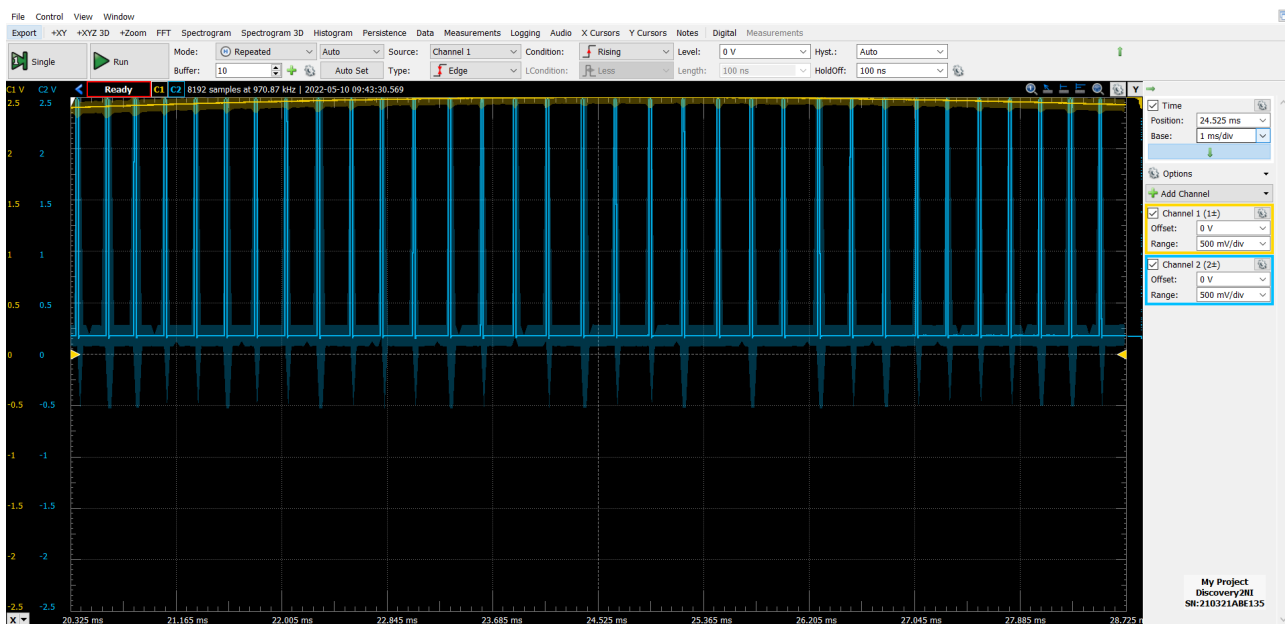 File Control View Window
Export +XY +XYZ 3D +Zoom FFT Spectrogram Spectrogram 3D Histogram Persistence Data Measurements Logging Audio X Cursors Y Cursors Notes Digital Measurements
Single Run Mode: Repeated Auto Source: Channel 1 Condition: Rising Level: 0 V Hyst.: Auto
Buffer: 10 Auto Set Type: Edge LCondition: Less Length: 100 ns HoldOff: 100 ns
C1 V C2 V Ready C1 C2 8192 samples at 970.87 kHz | 2022-05-10 09:43:30.569 Y
2.5 2.5
2 2
1.5 1.5
1 1
0.5 0.5
0 0
-0.5 -0.5
-1 -1
-1.5 -1.5
-2 -2
-2.5 -2.5
X 20.325 ms 21.165 ms 22.005 ms 22.845 ms 23.685 ms 24.525 ms 25.365 ms 26.205 ms 27.045 ms 27.885 ms 28.725 n
Time
Position: 24.525 ms
Base: 1 ms/div
Options
Add Channel
Channel 1 (1±)
Offset: 0 V
Range: 500 mV/div
Channel 2 (2±)
Offset: 0 V
Range: 500 mV/div
My Project
Discovery2NI
SN:210321ABE135